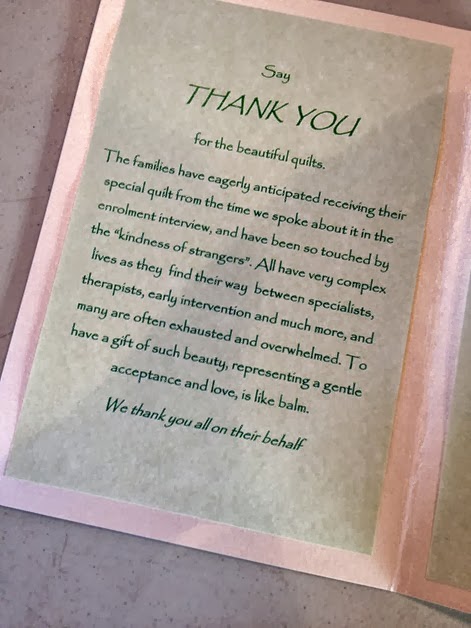 Say
THANK YOU
for the beautiful quilts.
The families have eagerly anticipated receiving their
special quilt from the time we spoke about it in the
enrolment interview, and have been so touched by
the “kindness of strangers”. All have very complex
lives as they find their way between specialists,
therapists, early intervention and much more, and
many are often exhausted and overwhelmed. To
have a gift of such beauty, representing a gentle
acceptance and love, is like balm.
We thank you all on their behalf